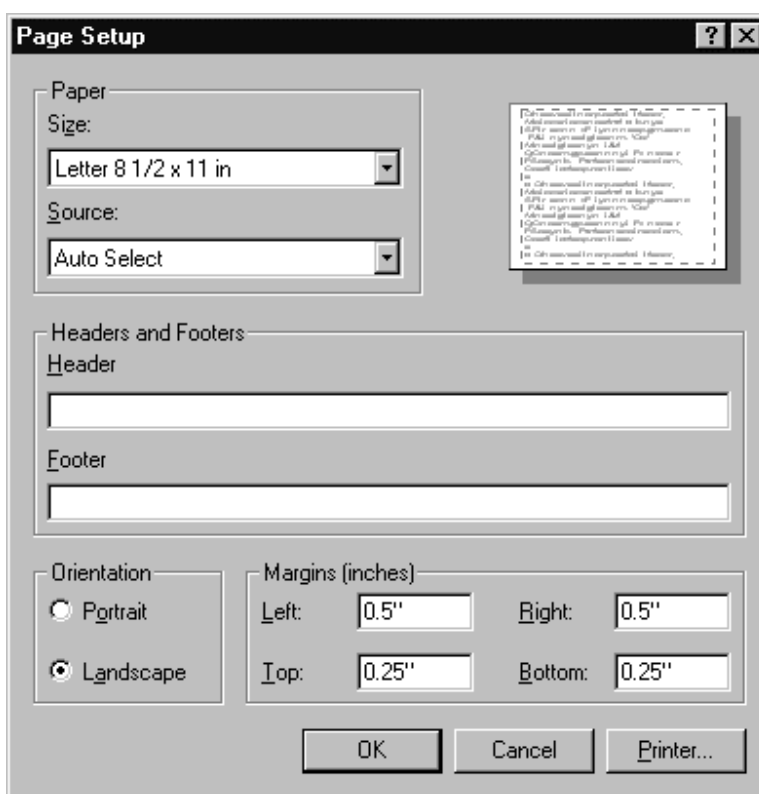 Page Setup
Paper
Size:
Letter 8 1/2 x 11 in
Source:
Auto Select
Headers and Footers
Header
Footer
Orientation
Portrait
Landscape
Margins (inches)
Left: 0.5" Right: 0.5"
Top: 0.25" Bottom: 0.25"
OK Cancel Printer...